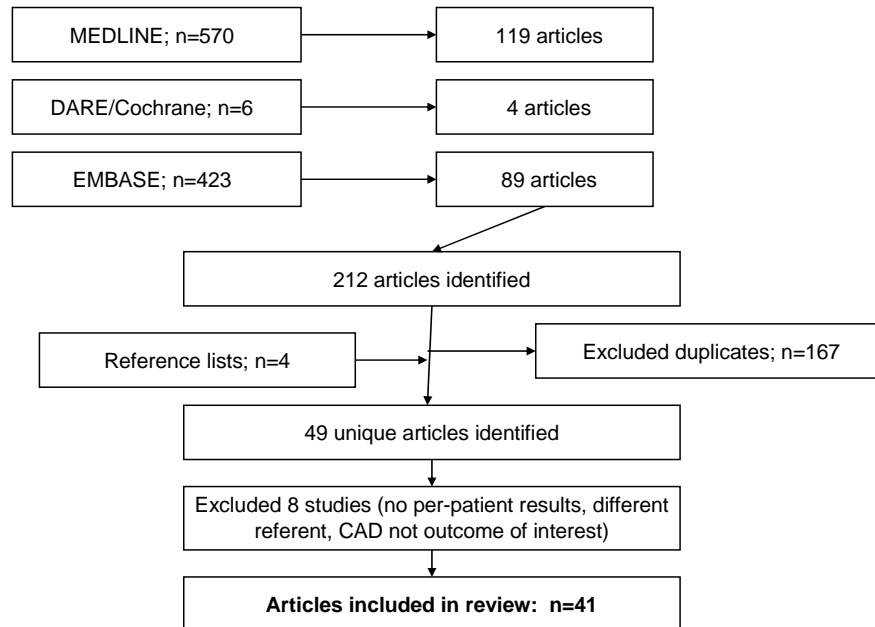 MEDLINE; n=570
119 articles
DARE/Cochrane; n=6
4 articles
EMBASE; n=423
89 articles
212 articles identified
Reference lists; n=4
Excluded duplicates; n=167
49 unique articles identified
Excluded 8 studies (no per-patient results, different
referent, CAD not outcome of interest)
Articles included in review: n=41